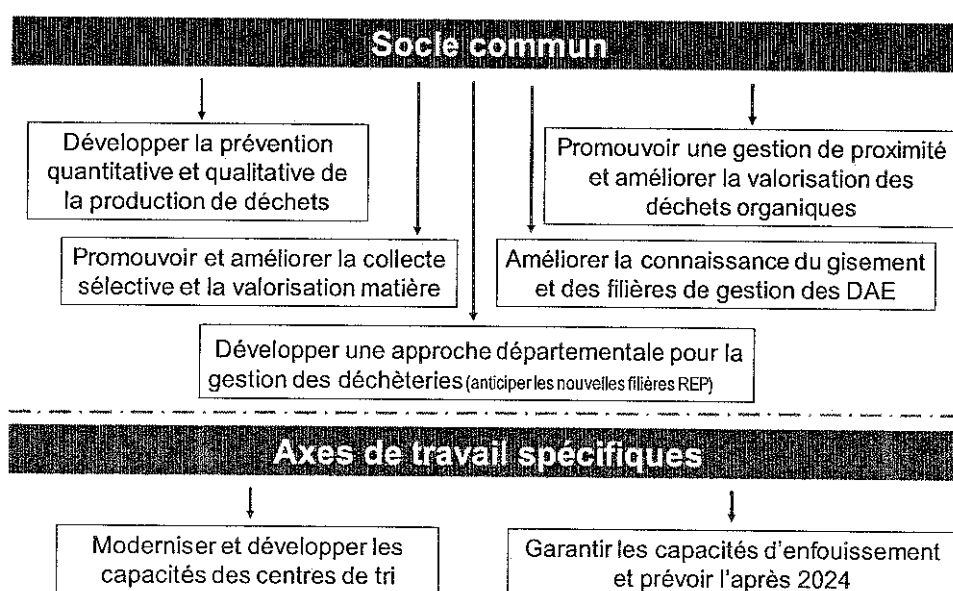 Socle commun
Développer la prévention
quantitative et qualitative de
la production de déchets
Promouvoir une gestion de proximité
et améliorer la valorisation des
déchets organiques
Promouvoir et améliorer la collecte
sélective et la valorisation matière
Améliorer la connaissance du gisement
et des filières de gestion des DAE
Développer une approche départementale pour la
gestion des déchèteries (anticiper les nouvelles filières REP)
Axes de travail spécifiques
Moderniser et développer les
capacités des centres de tri
Garantir les capacités d'enfouissement
et prévoir l'après 2024